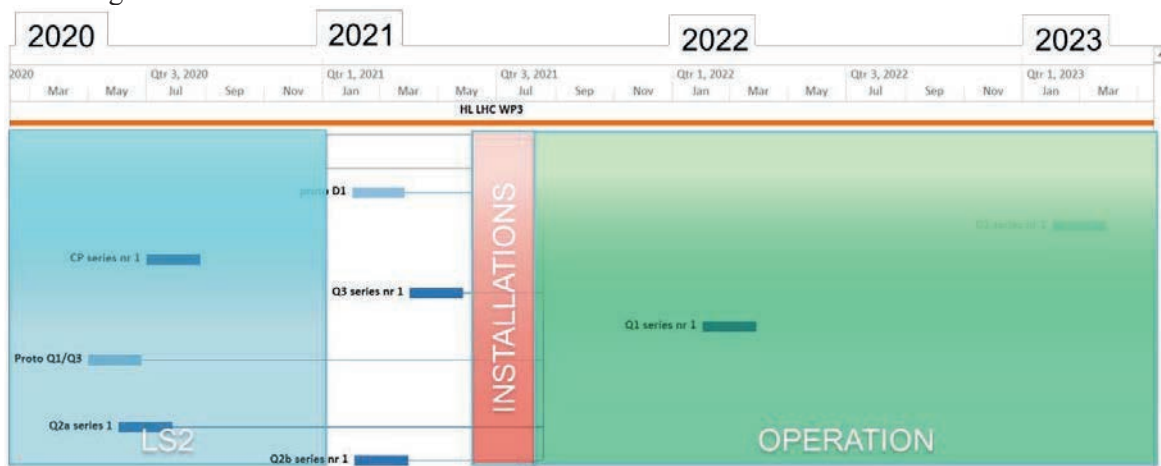 2020 2021 2022 2023
2020 Qtr 3, 2020 Qtr 1, 2021 Qtr 3, 2021 Qtr 1, 2022 Qtr 3, 2022 Qtr 1, 2023
Mar May Jul Sep Nov Jan Mar May Jul Sep Nov Jan Mar May Jul Sep Nov Jan Mar
HL LHC WP3
proto D1
CP series nr 1
Q3 series nr 1
INSTALLATIONS
Q1 series nr 1
Proto Q1/Q3
Q2a series 1
LS2
OPERATION
Q2b series nr 1